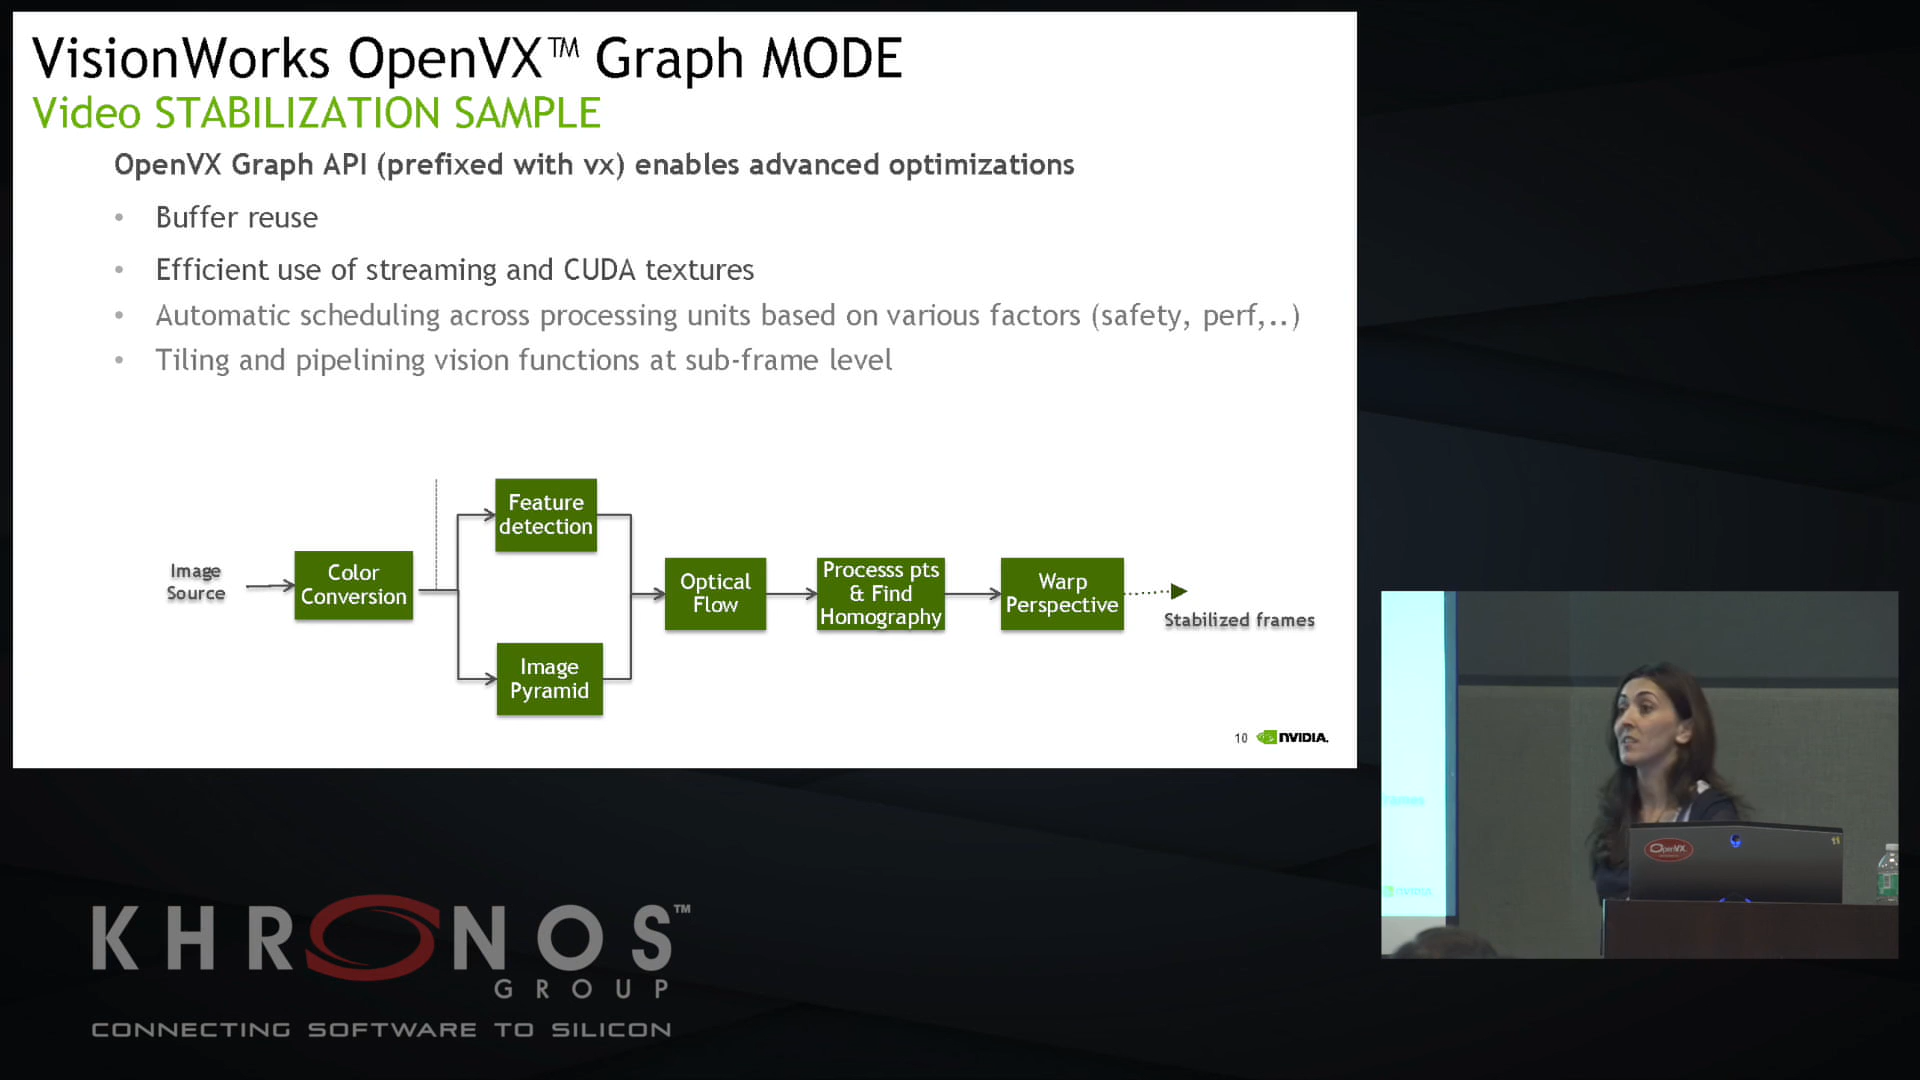 VisionWorks OpenVX™ Graph MODE
Video STABILIZATION SAMPLE
OpenVX Graph API (prefixed with vx) enables advanced optimizations
• Buffer reuse
• Efficient use of streaming and CUDA textures
• Automatic scheduling across processing units based on various factors (safety, perf,..)
• Tiling and pipelining vision functions at sub-frame level
Image
Source
Color
Conversion
Feature
detection
Image
Pyramid
Optical
Flow
Processs pts
& Find
Homography
Warp
Perspective
Stabilized frames
10
NVIDIA.
OpenVX
KHRONOS™
GROUP
CONNECTING SOFTWARE TO SILICON